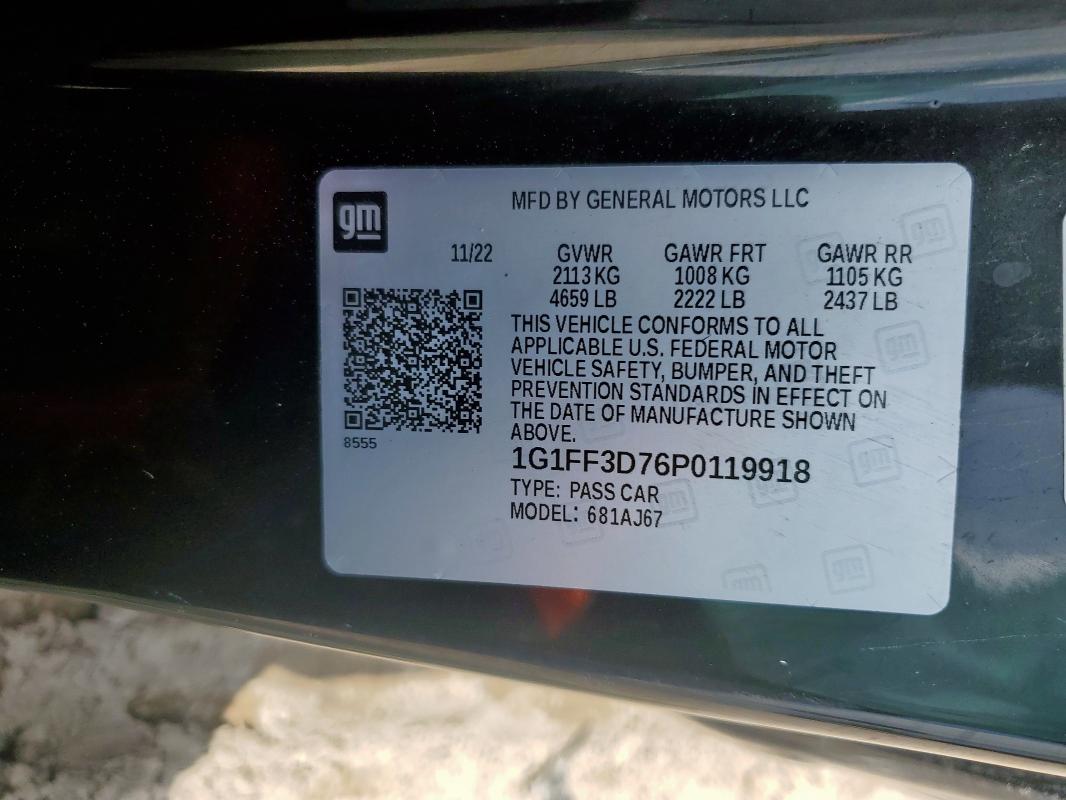 gm
MFD BY GENERAL MOTORS LLC
11/22 GVWR GAWR FRT GAWR RR
2113 KG 1008 KG 1105 KG
4659 LB 2222 LB 2437 LB
THIS VEHICLE CONFORMS TO ALL
APPLICABLE U.S. FEDERAL MOTOR
VEHICLE SAFETY, BUMPER, AND THEFT
PREVENTION STANDARDS IN EFFECT ON
THE DATE OF MANUFACTURE SHOWN
ABOVE.
8555
1G1FF3D76P0119918
TYPE: PASS CAR
MODEL: 681AJ67